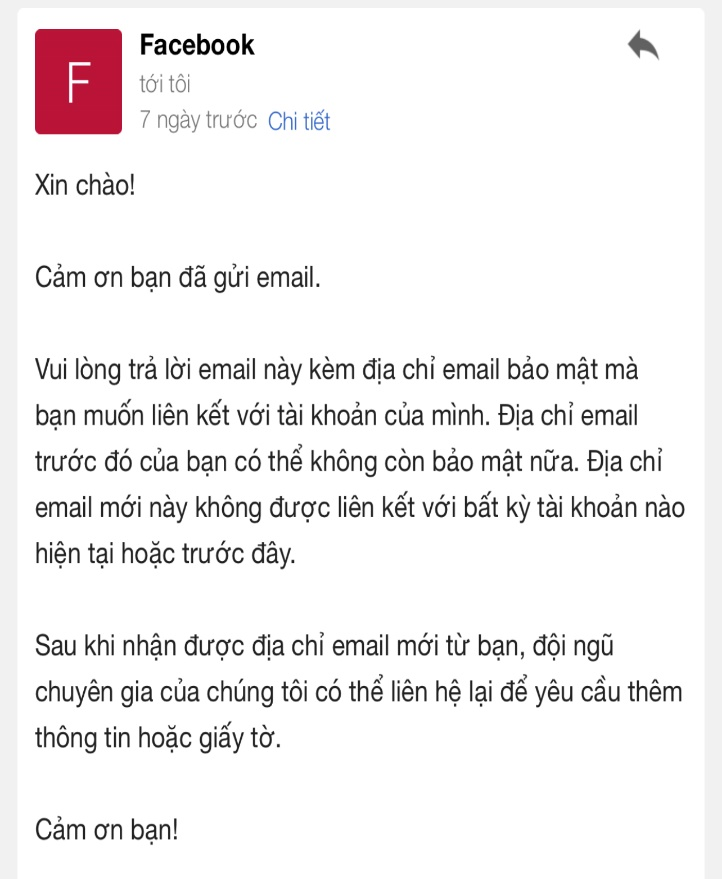 F
Facebook
tới tôi
7 ngày trước Chi tiết
Xin chào!
Cảm ơn bạn đã gửi email.
Vui lòng trả lời email này kèm địa chỉ email bảo mật mà
bạn muốn liên kết với tài khoản của mình. Địa chỉ email
trước đó của bạn có thể không còn bảo mật nữa. Địa chỉ
email mới này không được liên kết với bất kỳ tài khoản nào
hiện tại hoặc trước đây.
Sau khi nhận được địa chỉ email mới từ bạn, đội ngũ
chuyên gia của chúng tôi có thể liên hệ lại để yêu cầu thêm
thông tin hoặc giấy tờ.
Cảm ơn bạn!